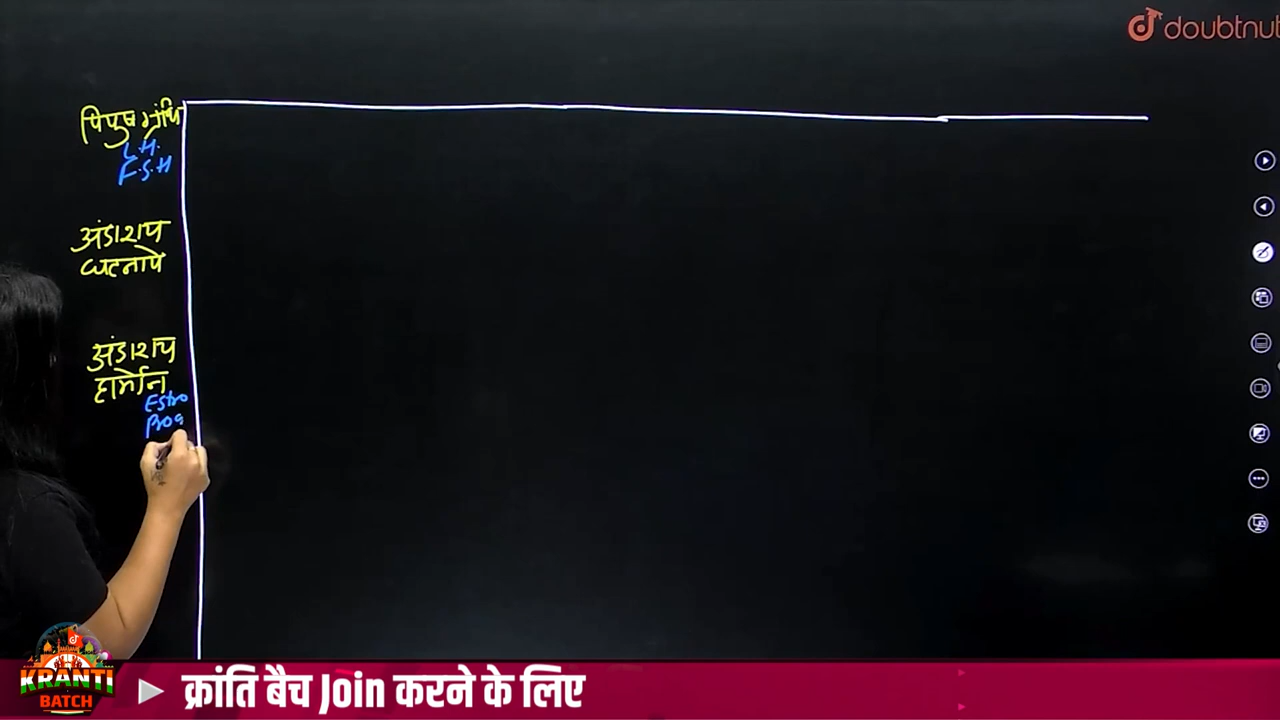 doubtnut
पियुष ग्रंथि
L.H.
F.S.H
अंडाशय
घटनाये
अंडाशय
हार्मोन
Estro
Prog
KRANTI
BATCH
क्रांति बैच Join करने के लिए